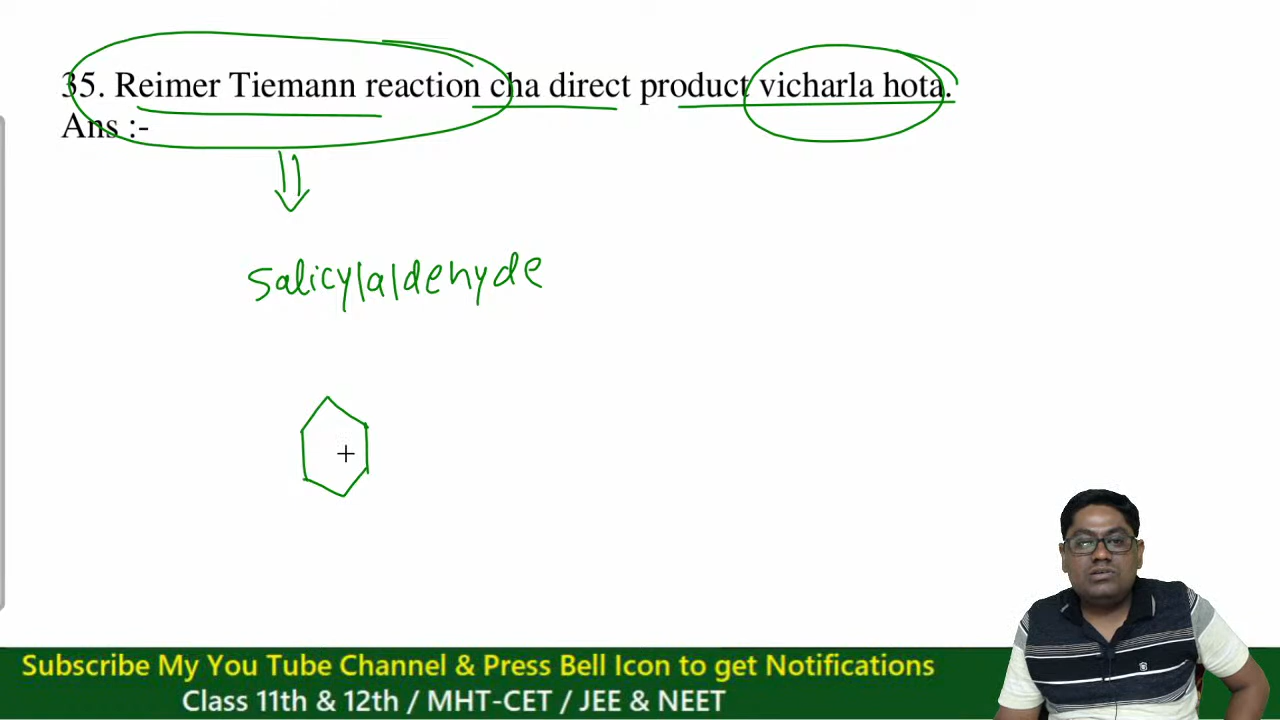 35. Reimer Tiemann reaction cha direct product vicharla hota.
Ans :-
Salicylaldehyde
Subscribe My You Tube Channel & Press Bell Icon to get Notifications
Class 11th & 12th / MHT-CET / JEE & NEET